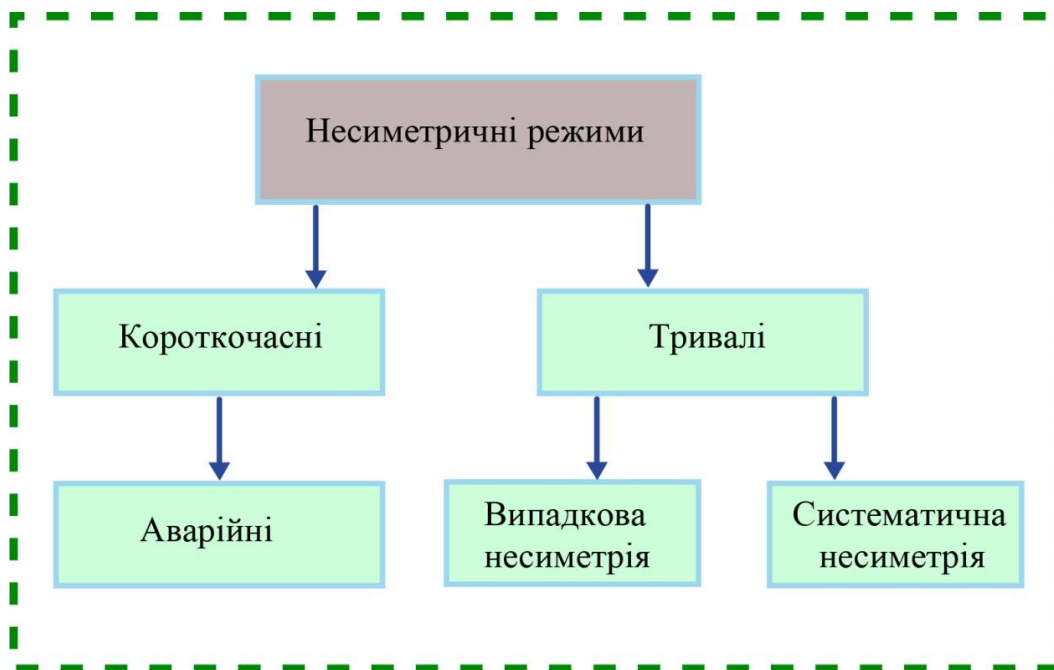 Несиметричні режими
Короткочасні
Тривалі
Аварійні
Випадкова
несиметрія
Систематична
несиметрія